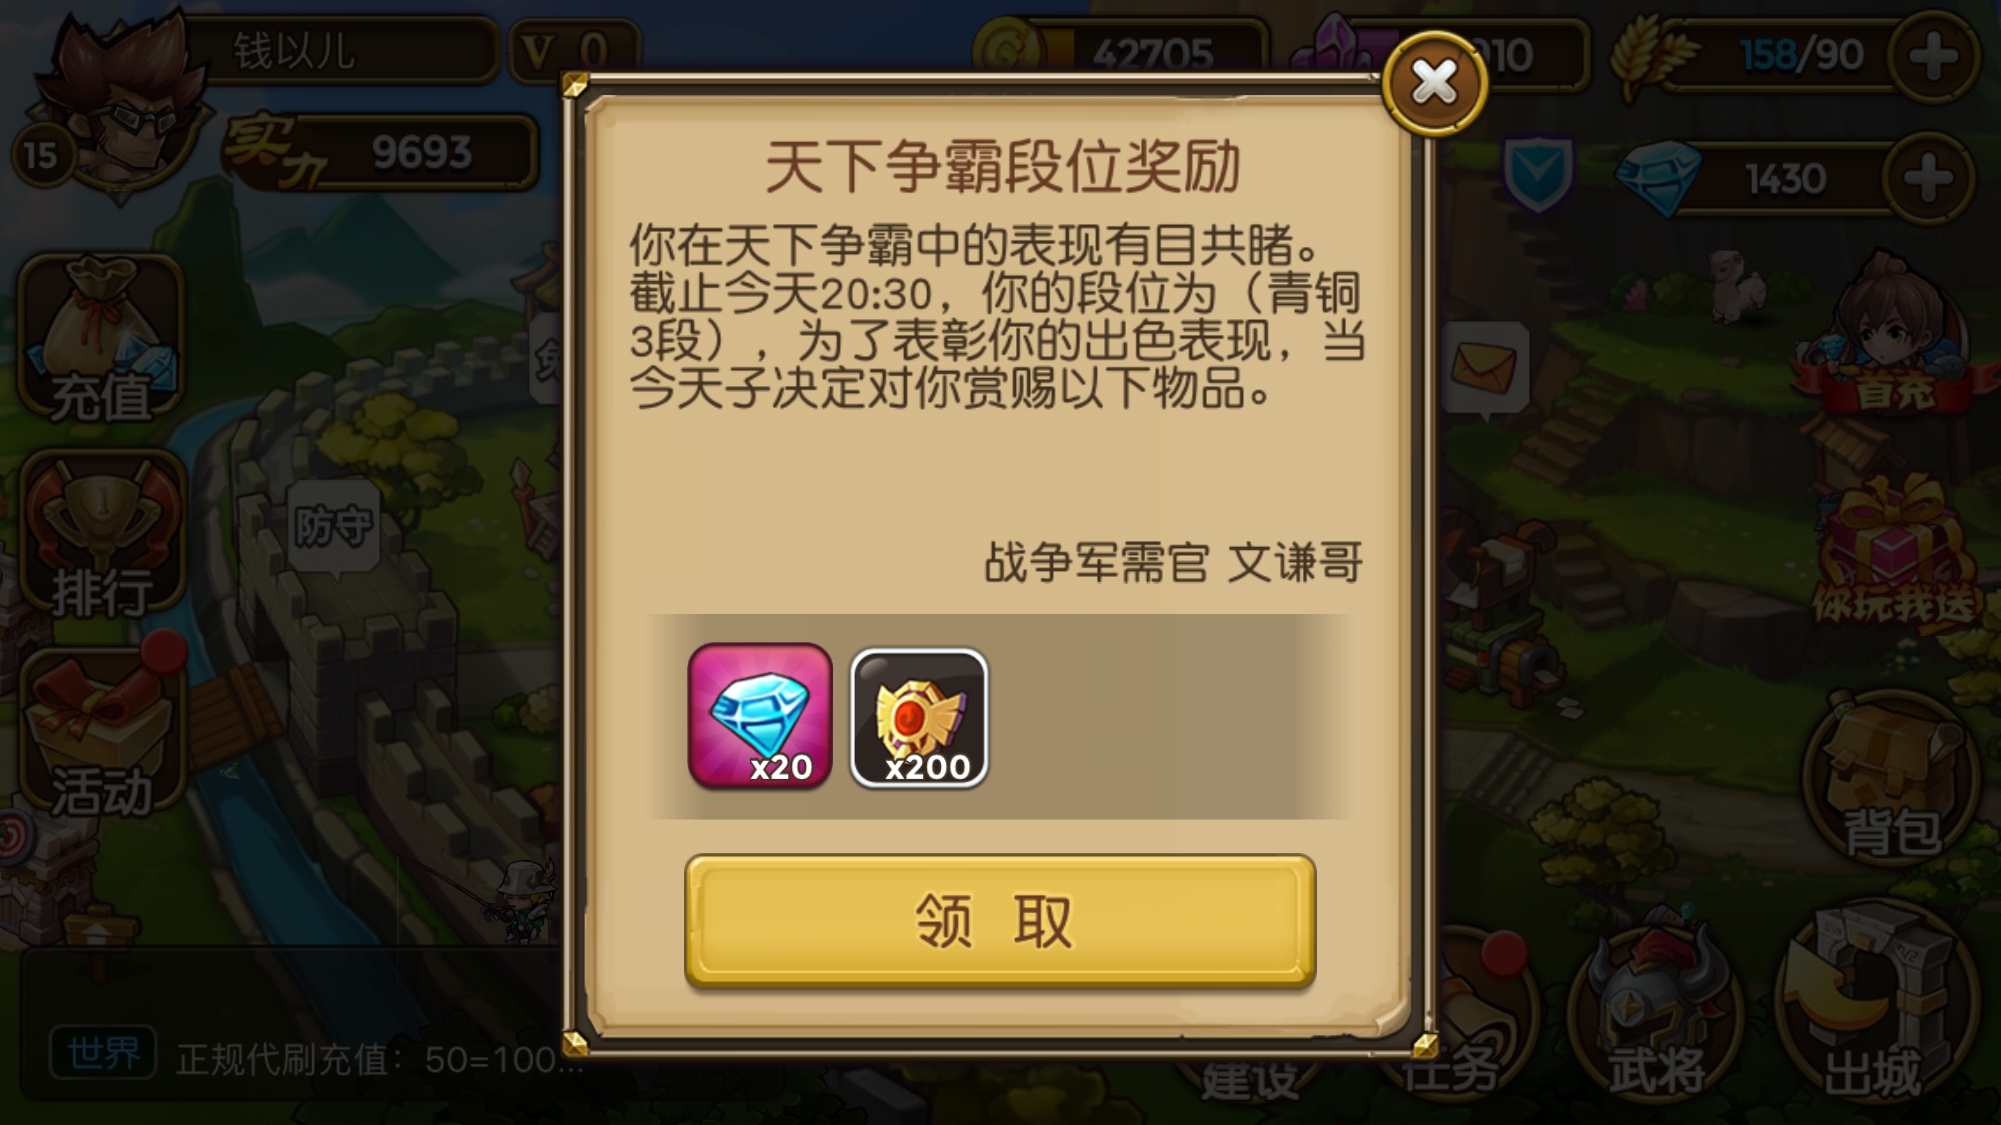 钱以儿
V 0
42705
158/90
15
实力
9693
1430
天下争霸段位奖励
你在天下争霸中的表现有目共睹。
截止今天20:30，你的段位为（青铜
3段），为了表彰你的出色表现，当
今天子决定对你赏赐以下物品。
战争军需官 文谦哥
x20
x200
领 取
充值
排行
活动
防守
首充
你玩我送
背包
世界
正规代刷充值：50=100...
建设
任务
武将
出城